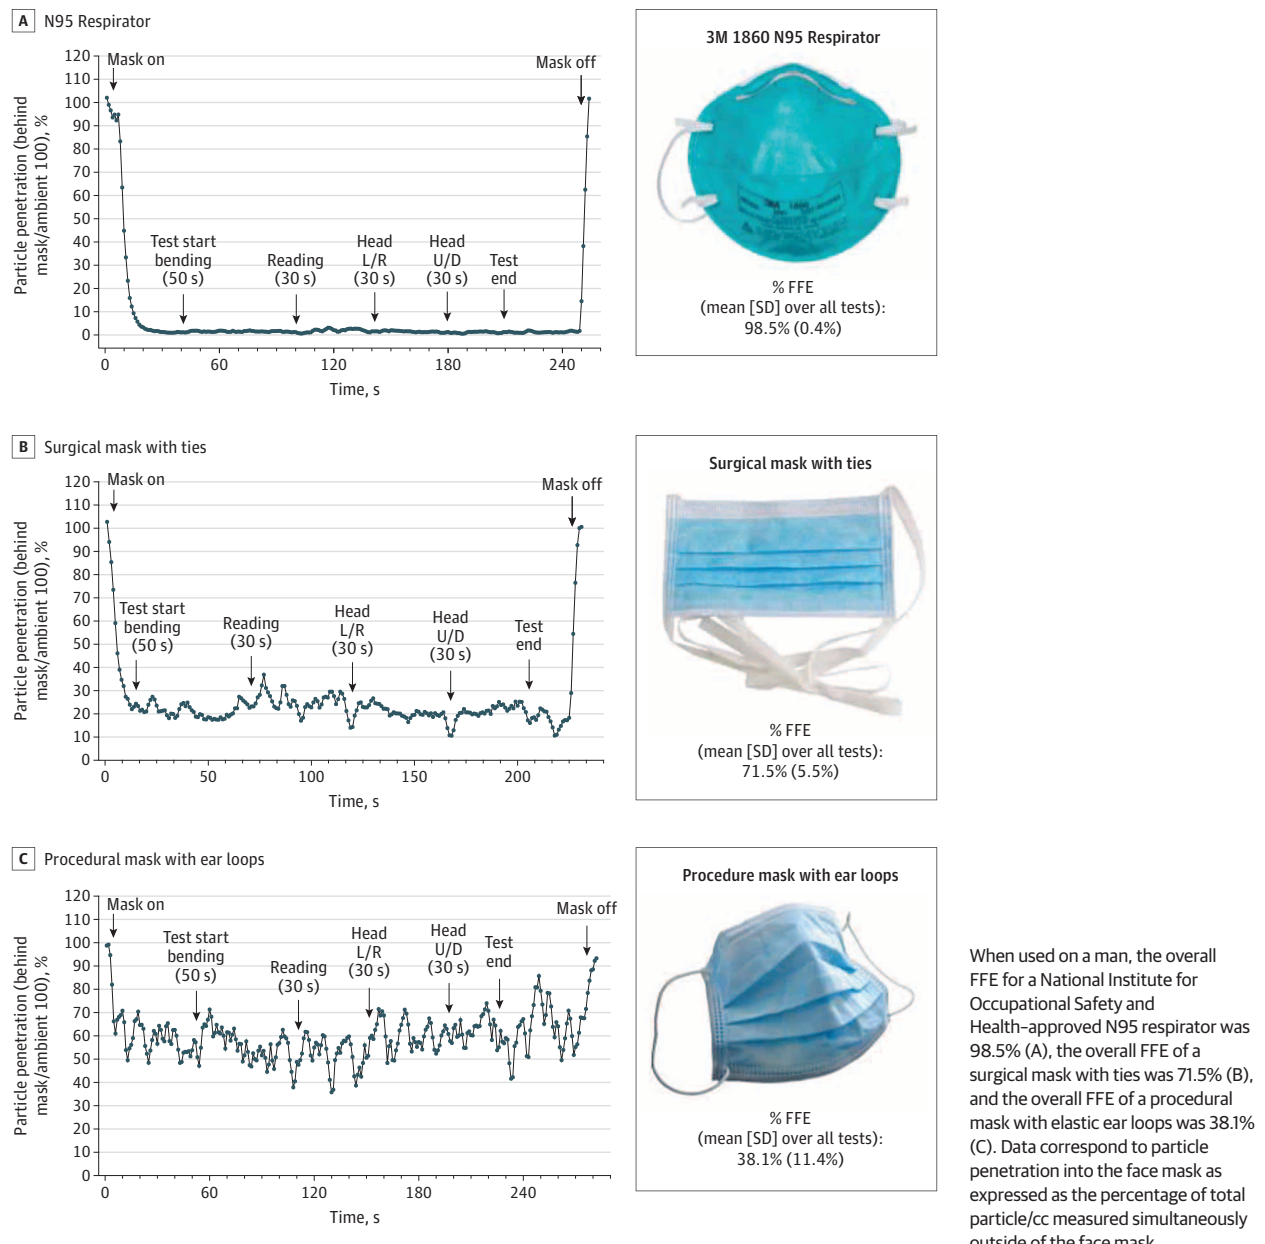 A N95 Respirator
Particle penetration (behind
mask/ambient 100), %
120
110
100
90
80
70
60
50
40
30
20
10
0
Mask on
Test start
bending
(50 s)
Reading
(30 s)
Head
L/R
(30 s)
Head
U/D
(30 s)
Test
end
Mask off
0 60 120 180 240
Time, s
3M 1860 N95 Respirator
3M 1860
% FFE
(mean [SD] over all tests):
98.5% (0.4%)
B Surgical mask with ties
Particle penetration (behind
mask/ambient 100), %
120
110
100
90
80
70
60
50
40
30
20
10
0
Mask on
Test start
bending
(50 s)
Reading
(30 s)
Head
L/R
(30 s)
Head
U/D
(30 s)
Test
end
Mask off
0 50 100 150 200
Time, s
Surgical mask with ties
% FFE
(mean [SD] over all tests):
71.5% (5.5%)
C Procedural mask with ear loops
Particle penetration (behind
mask/ambient 100), %
120
110
100
90
80
70
60
50
40
30
20
10
0
Mask on
Test start
bending
(50 s)
Reading
(30 s)
Head
L/R
(30 s)
Head
U/D
(30 s)
Test
end
Mask off
0 60 120 180 240
Time, s
Procedure mask with ear loops
% FFE
(mean [SD] over all tests):
38.1% (11.4%)
When used on a man, the overall
FFE for a National Institute for
Occupational Safety and
Health–approved N95 respirator was
98.5% (A), the overall FFE of a
surgical mask with ties was 71.5% (B),
and the overall FFE of a procedural
mask with elastic ear loops was 38.1%
(C). Data correspond to particle
penetration into the face mask as
expressed as the percentage of total
particle/cc measured simultaneously
outside of the face mask